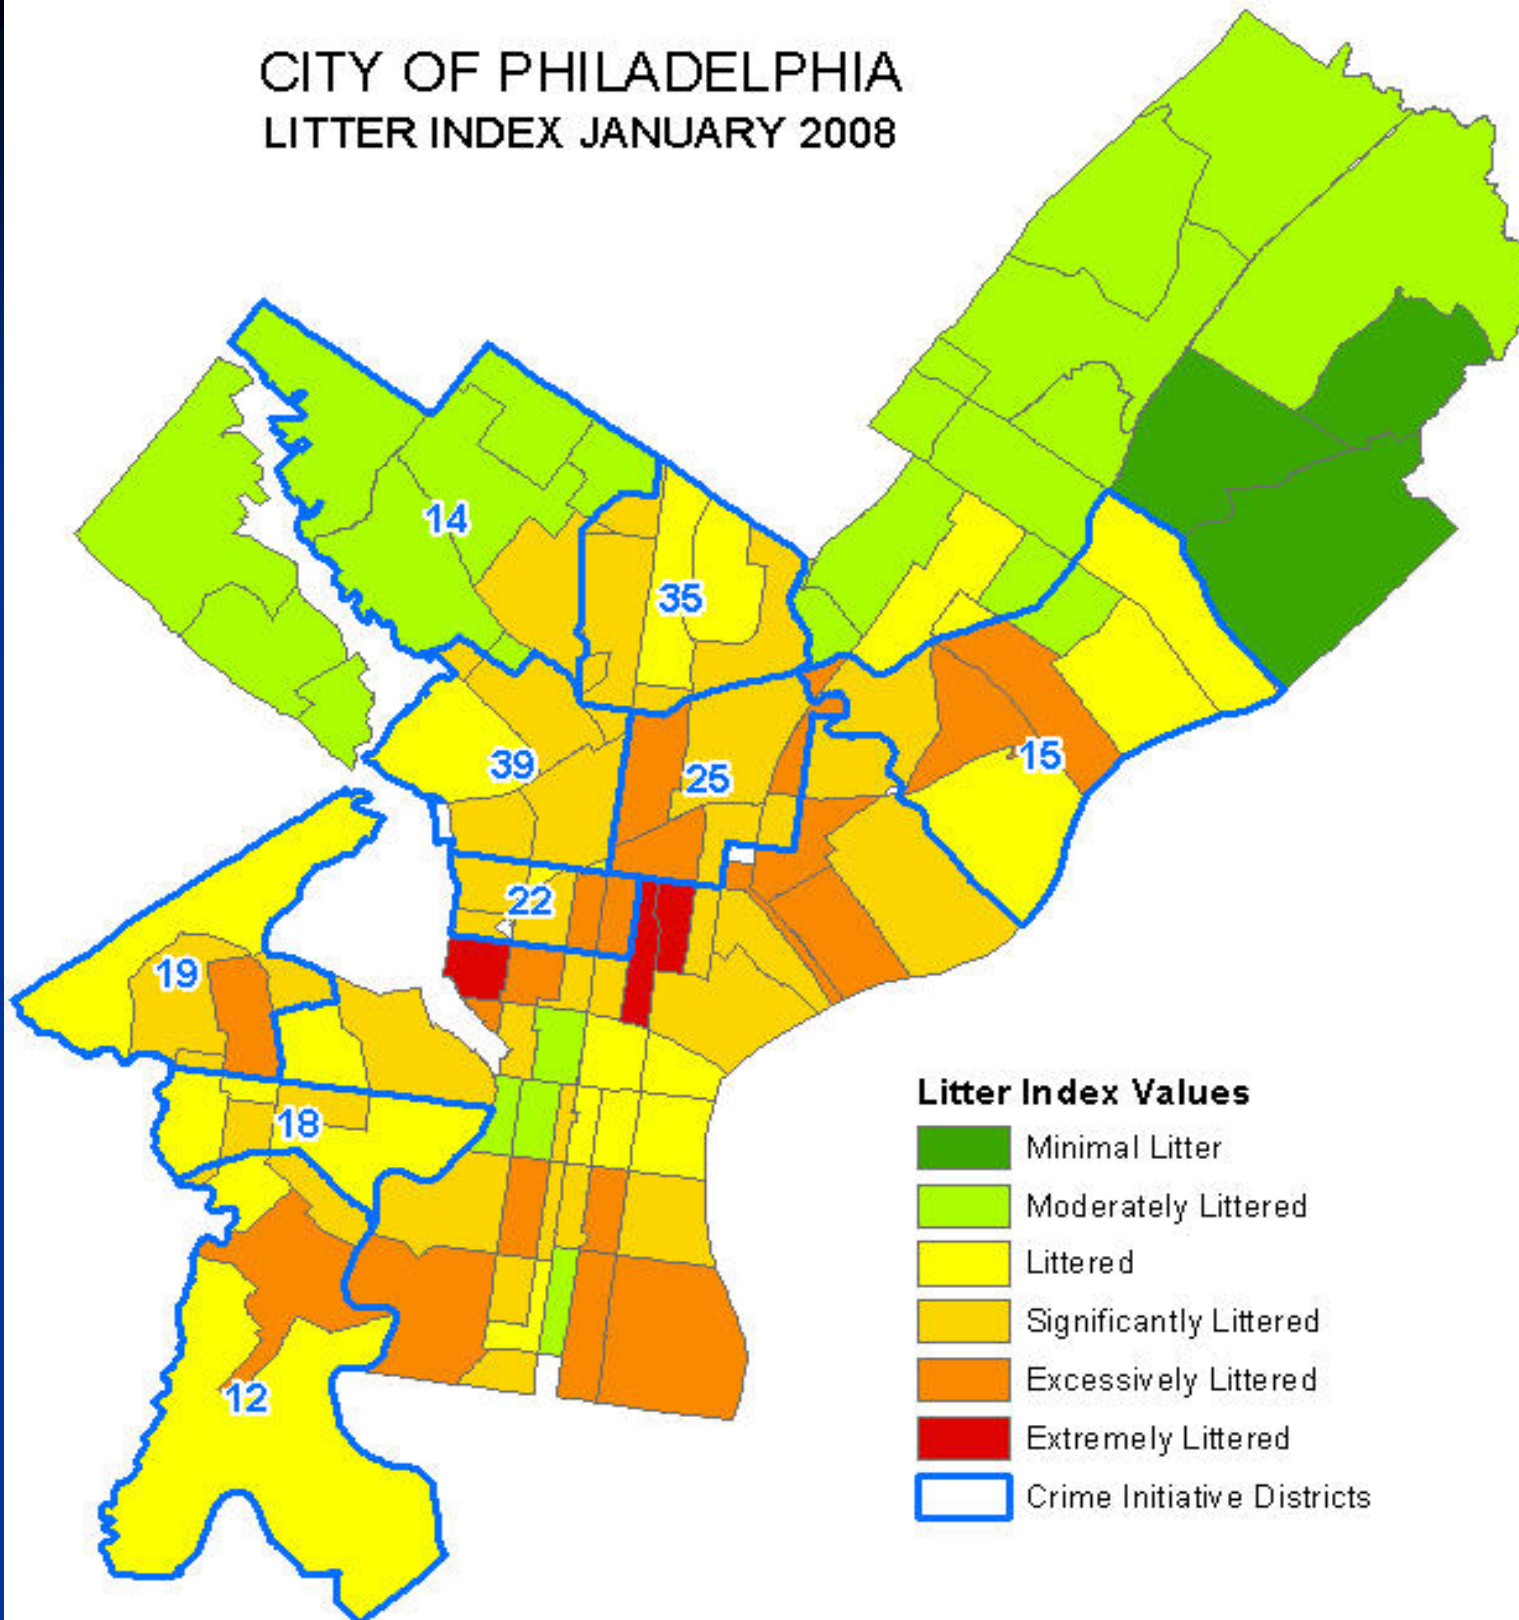 CITY OF PHILADELPHIA
LITTER INDEX JANUARY 2008
14
35
39
25
15
22
19
18
12
Litter Index Values
Minimal Litter
Moderately Littered
Littered
Significantly Littered
Excessively Littered
Extremely Littered
Crime Initiative Districts